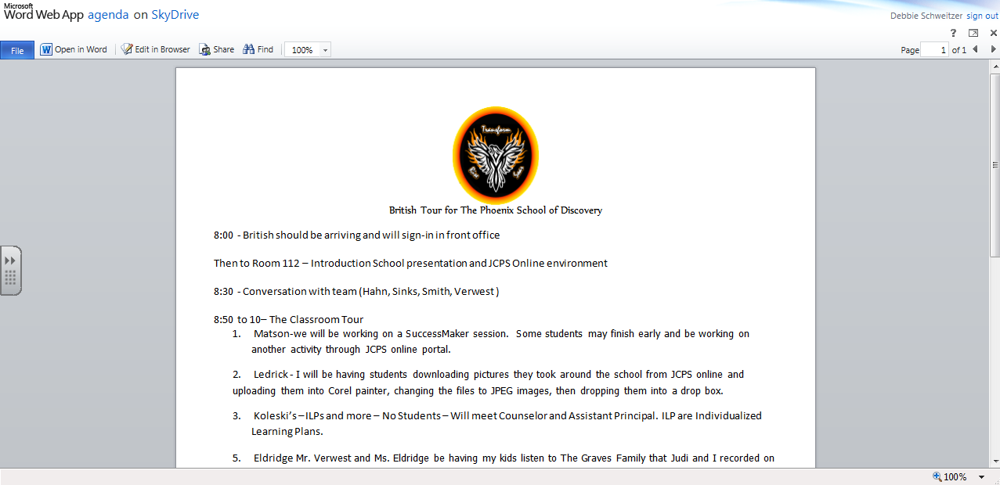 Microsoft
Word Web App agenda on SkyDrive
Debbie Schweitzer sign out
?
File Open in Word Edit in Browser Share Find 100% Page 1 of 1
Transform
Rise Soar
British Tour for The Phoenix School of Discovery
8:00 - British should be arriving and will sign-in in front office
Then to Room 112 – Introduction School presentation and JCPS Online environment
8:30 - Conversation with team (Hahn, Sinks, Smith, Verwest )
8:50 to 10– The Classroom Tour
1. Matson-we will be working on a SuccessMaker session. Some students may finish early and be working on
another activity through JCPS online portal.
2. Ledrick - I will be having students downloading pictures they took around the school from JCPS online and
uploading them into Corel painter, changing the files to JPEG images, then dropping them into a drop box.
3. Koleski’s – ILPs and more – No Students – Will meet Counselor and Assistant Principal. ILP are Individualized
Learning Plans.
5. Eldridge Mr. Verwest and Ms. Eldridge be having my kids listen to The Graves Family that Judi and I recorded on
100%